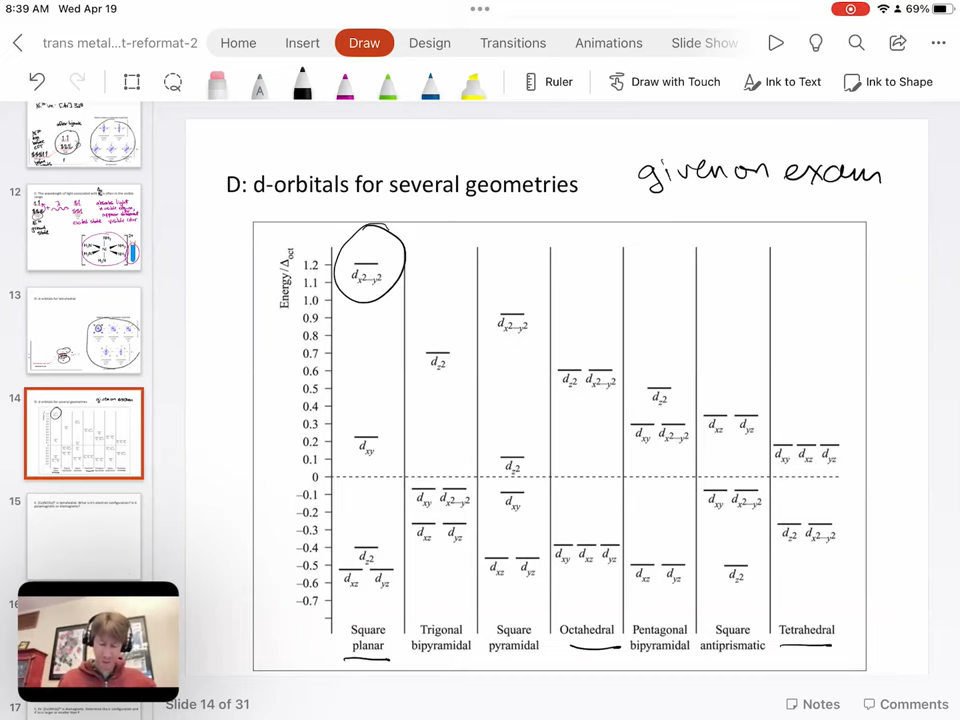 8:39 AM Wed Apr 19
69%
trans metal...t-reformat-2
Home Insert Draw Design Transitions Animations Slide Show
Ruler Draw with Touch Ink to Text Ink to Shape
12
13
14
15
16
17
D: d-orbitals for several geometries
given on exam
Energy/Δoct
1.2
1.1
1.0
0.9
0.8
0.7
0.6
0.5
0.4
0.3
0.2
0.1
0
−0.1
−0.2
−0.3
−0.4
−0.5
−0.6
−0.7
dx2–y2
dxy
dz2
dxz dyz
Square planar
dz2
dxy dx2–y2
dxz dyz
Trigonal bipyramidal
dx2–y2
dz2
dxy
dxz dyz
Square pyramidal
dz2 dx2–y2
dxy dxz dyz
Octahedral
dz2
dxy dx2–y2
dxz dyz
Pentagonal bipyramidal
dxz dyz
dxy dx2–y2
dz2
Square antiprismatic
dxy dxz dyz
dz2 dx2–y2
Tetrahedral
Slide 14 of 31
Notes Comments